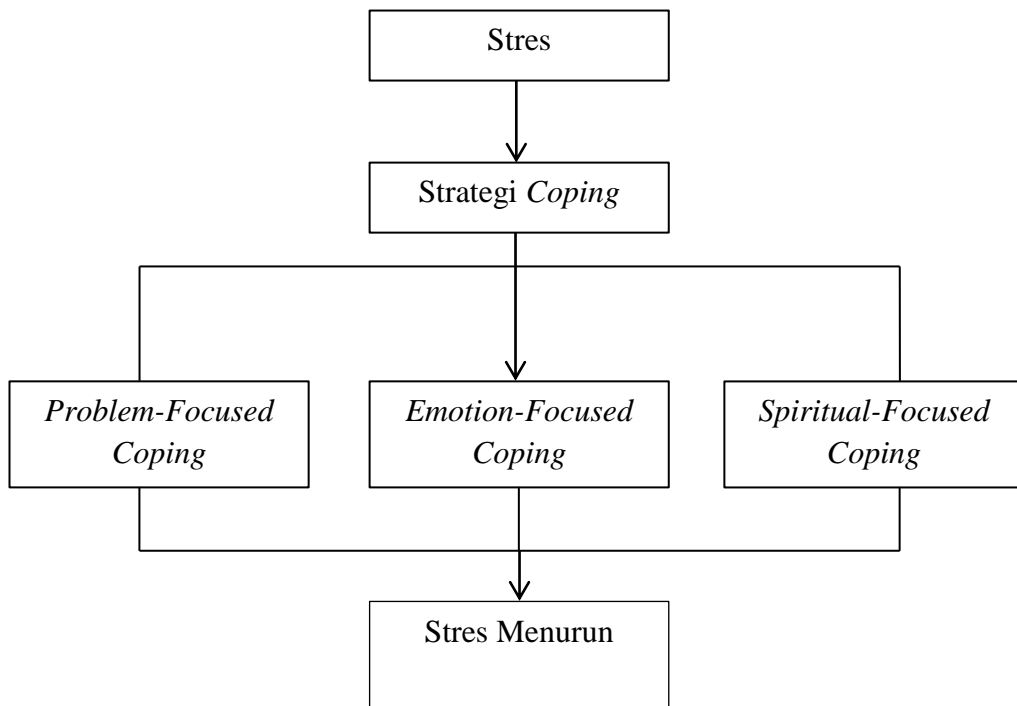 Stres
Strategi Coping
Problem-Focused
Coping
Emotion-Focused
Coping
Spiritual-Focused
Coping
Stres Menurun